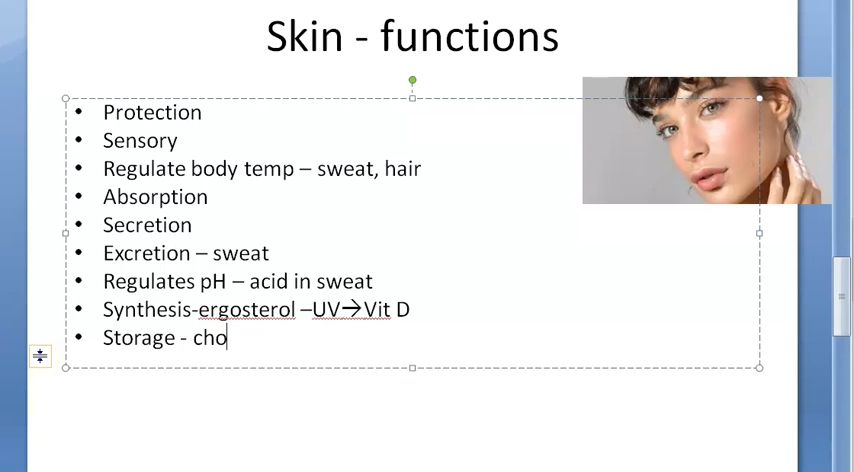 Skin - functions
• Protection
• Sensory
• Regulate body temp – sweat, hair
• Absorption
• Secretion
• Excretion – sweat
• Regulates pH – acid in sweat
• Synthesis-ergosterol –UV→Vit D
• Storage - cho